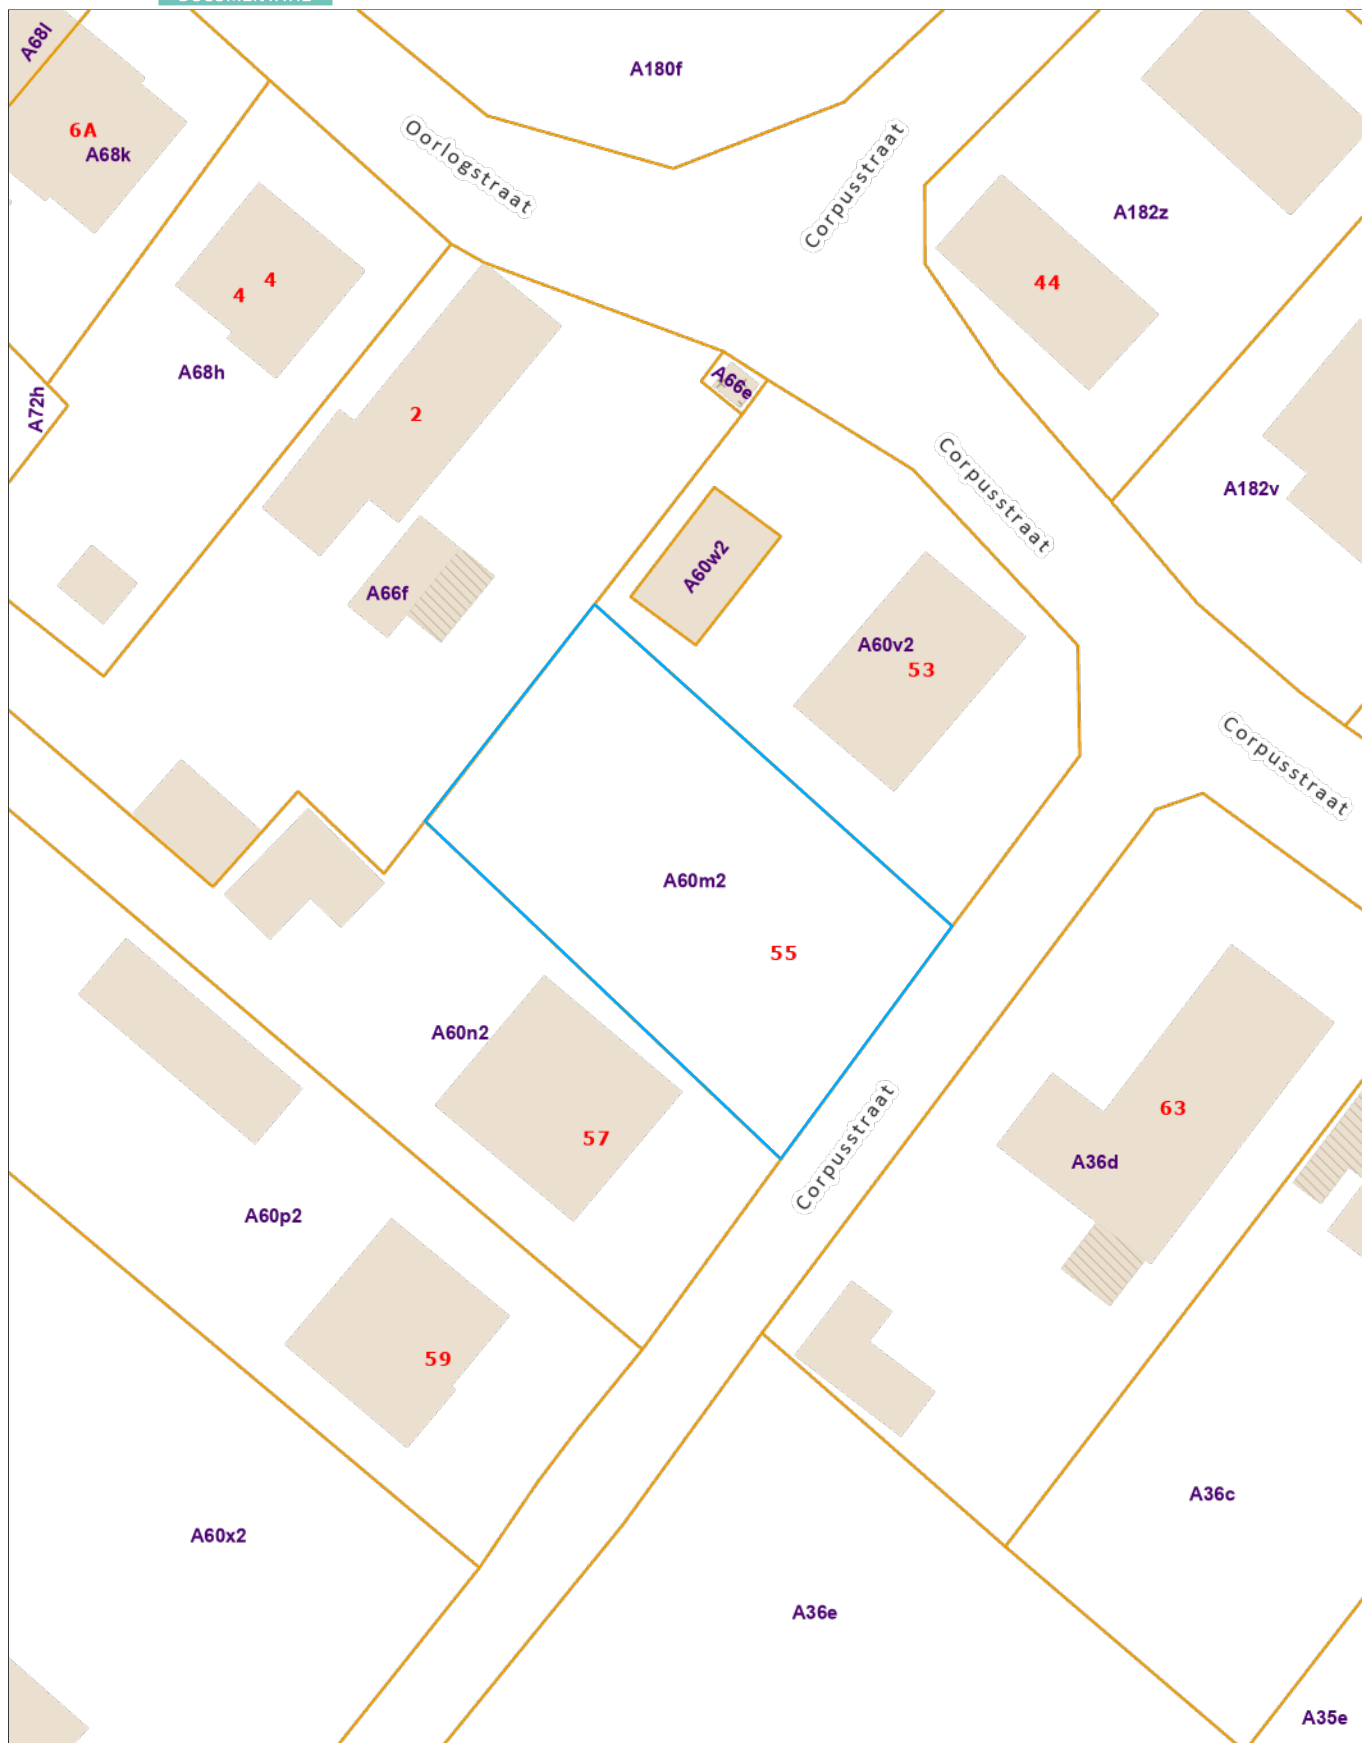 A68l
A180f
6A
A68k
Oorlogstraat
Corpusstraat
A182z
4
4
44
A68h
A66e
A72h
2
Corpusstraat
A182v
A60w2
A66f
A60v2
53
Corpusstraat
A60m2
55
A60n2
57
Corpusstraat
63
A36d
A60p2
59
A36c
A60x2
A36e
A35e